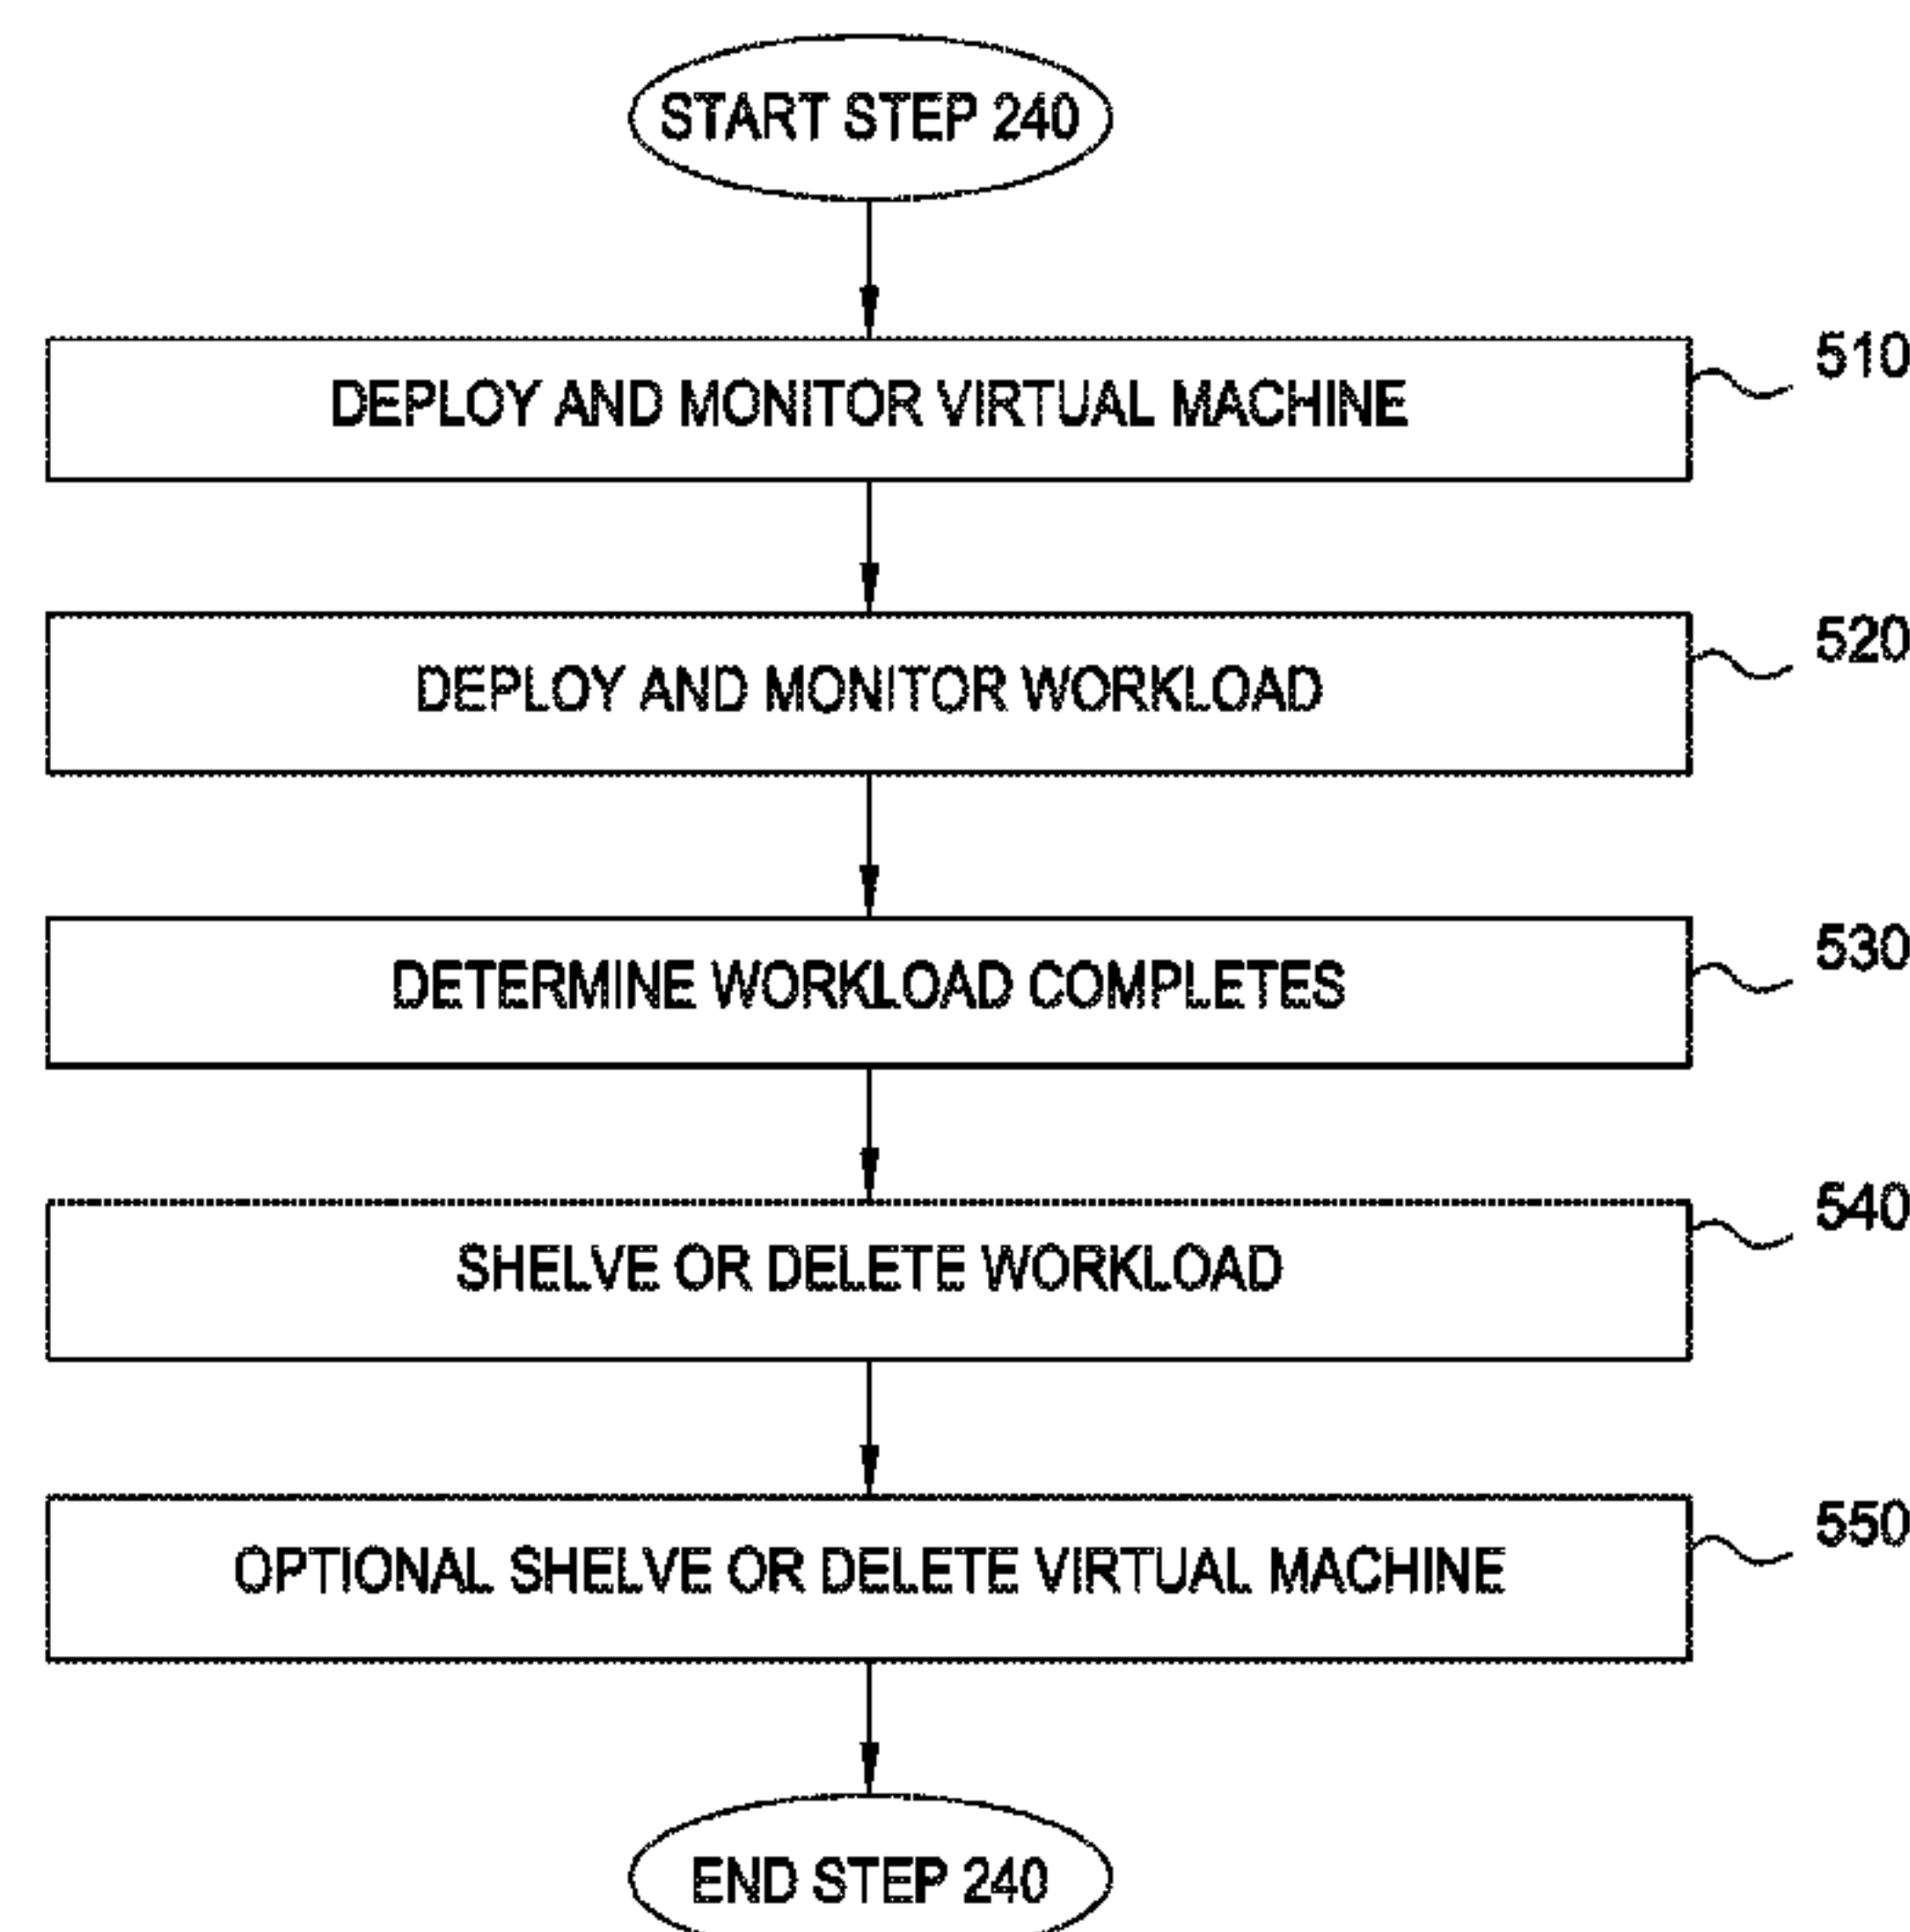 START STEP 240
DEPLOY AND MONITOR VIRTUAL MACHINE
510
DEPLOY AND MONITOR WORKLOAD
520
DETERMINE WORKLOAD COMPLETES
530
SHELVE OR DELETE WORKLOAD
540
OPTIONAL SHELVE OR DELETE VIRTUAL MACHINE
550
END STEP 240